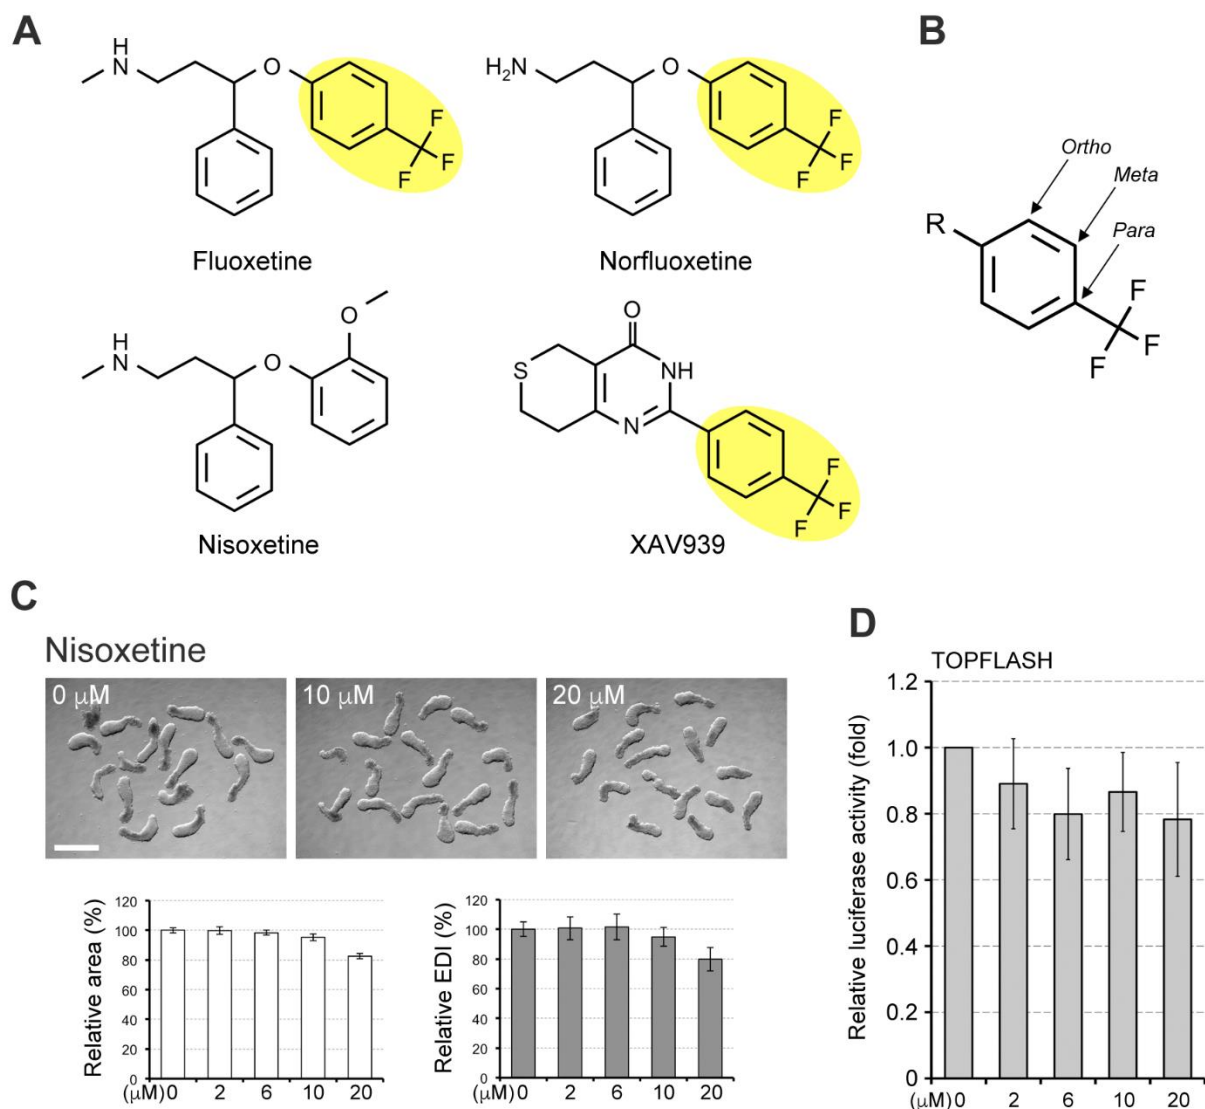 A
H
N
O
F
F
F
Fluoxetine
H₂N
O
F
F
F
Norfluoxetine
O
H
N
O
Nisoxetine
O
S
NH
N
F
F
F
XAV939
B
Ortho
Meta
Para
R
F
F
F
C
Nisoxetine
0 μM
10 μM
20 μM
Relative area (%)
120
100
80
60
40
20
0
(μM) 0 2 6 10 20
Relative EDI (%)
120
100
80
60
40
20
0
(μM) 0 2 6 10 20
D
TOPFLASH
Relative luciferase activity (fold)
1.2
1.0
0.8
0.6
0.4
0.2
0
(μM) 0 2 6 10 20